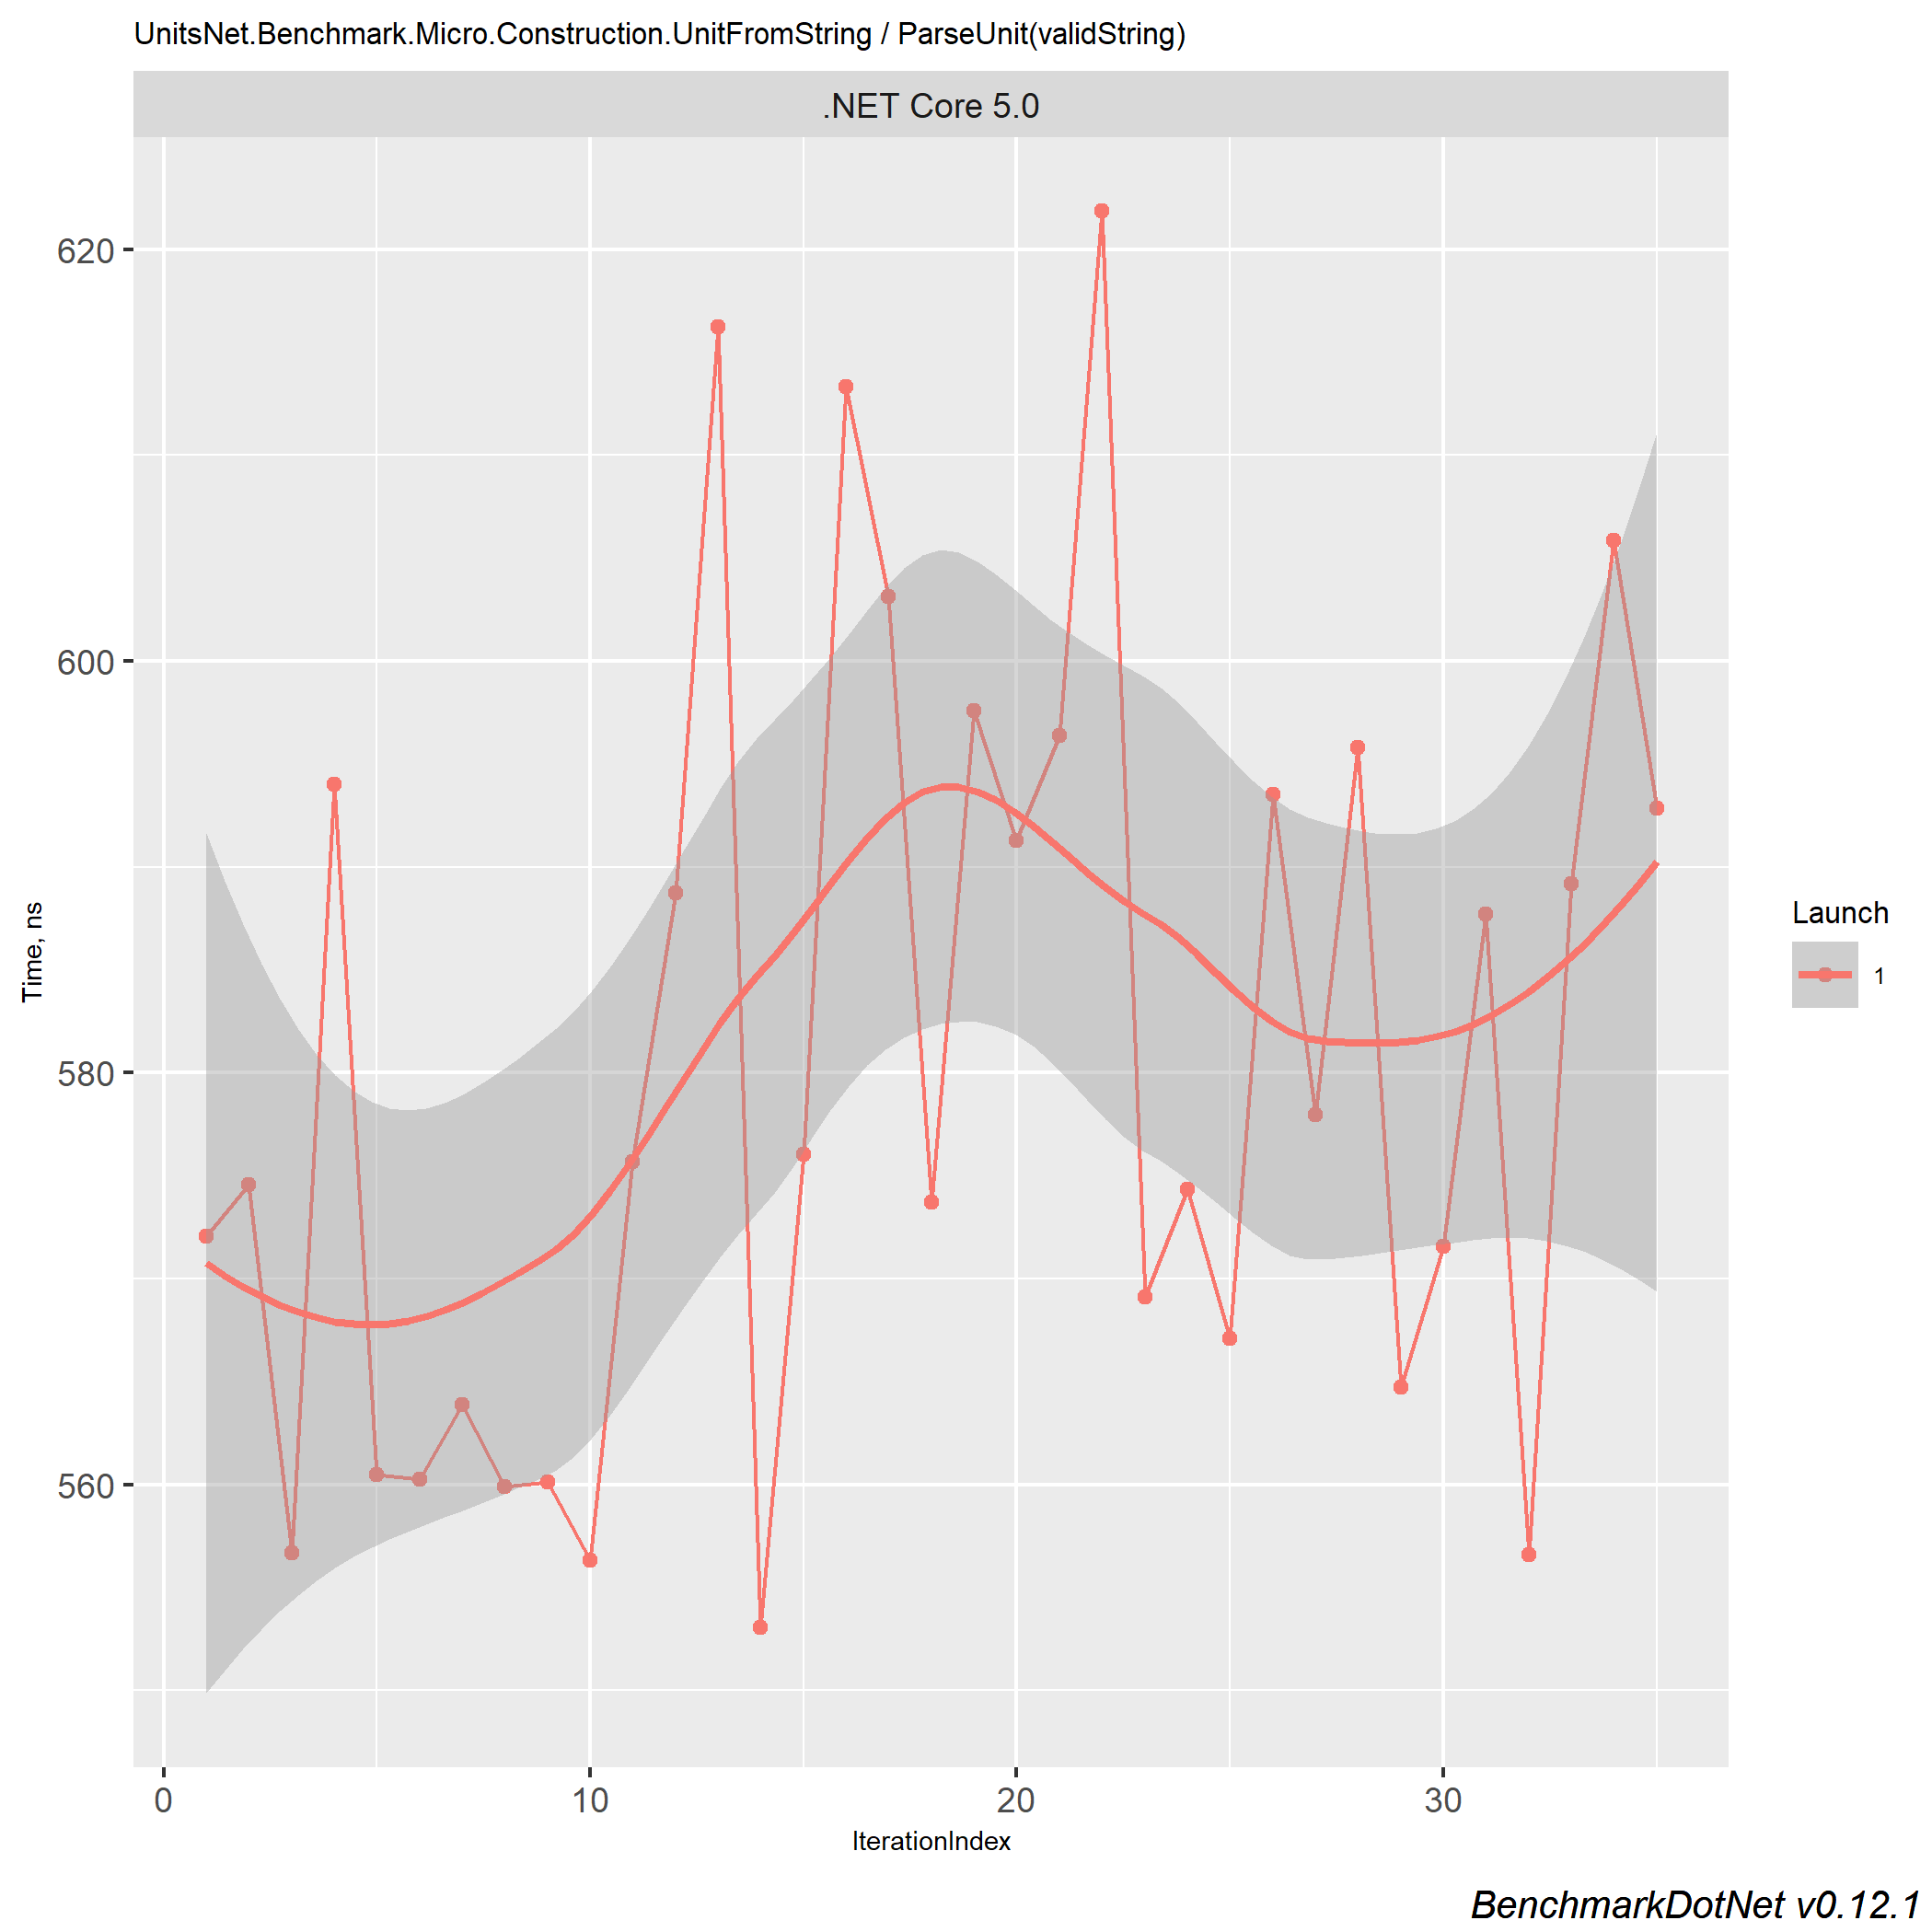 UnitsNet.Benchmark.Micro.Construction.UnitFromString / ParseUnit(validString)
.NET Core 5.0
620
600
580
560
Time, ns
0 10 20 30
IterationIndex
Launch
1
BenchmarkDotNet v0.12.1